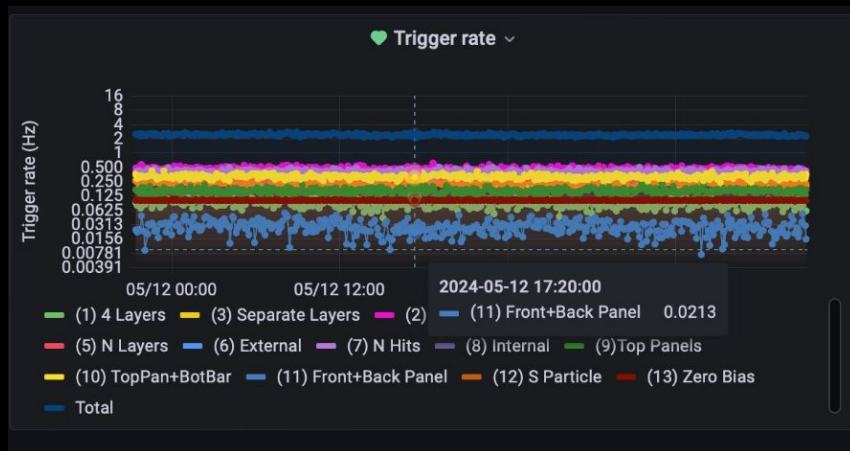 Trigger rate
Trigger rate (Hz)
16
8
4
2
1
0.500
0.250
0.125
0.0625
0.0313
0.0156
0.00781
0.00391
05/12 00:00
05/12 12:00
2024-05-12 17:20:00
(11) Front+Back Panel 0.0213
(1) 4 Layers (3) Separate Layers (2)
(5) N Layers (6) External (7) N Hits (8) Internal (9)Top Panels
(10) TopPan+BotBar (11) Front+Back Panel (12) S Particle (13) Zero Bias
Total